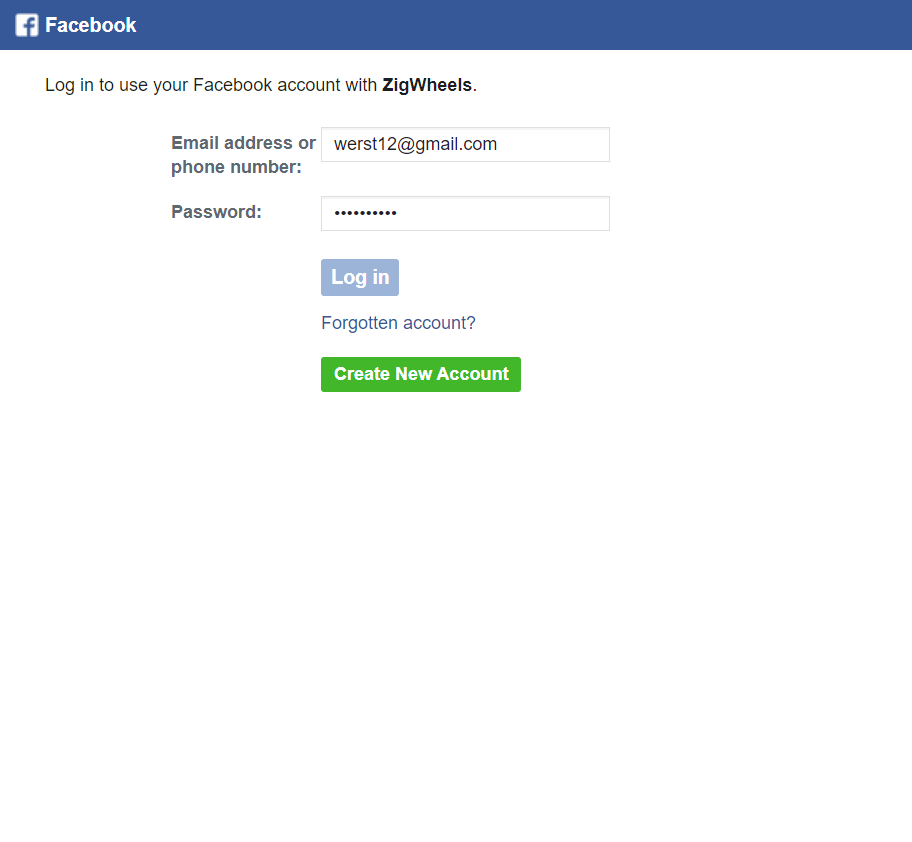 Facebook
Log in to use your Facebook account with ZigWheels.
Email address or
phone number:
werst12@gmail.com
Password:
••••••••••
Log in
Forgotten account?
Create New Account